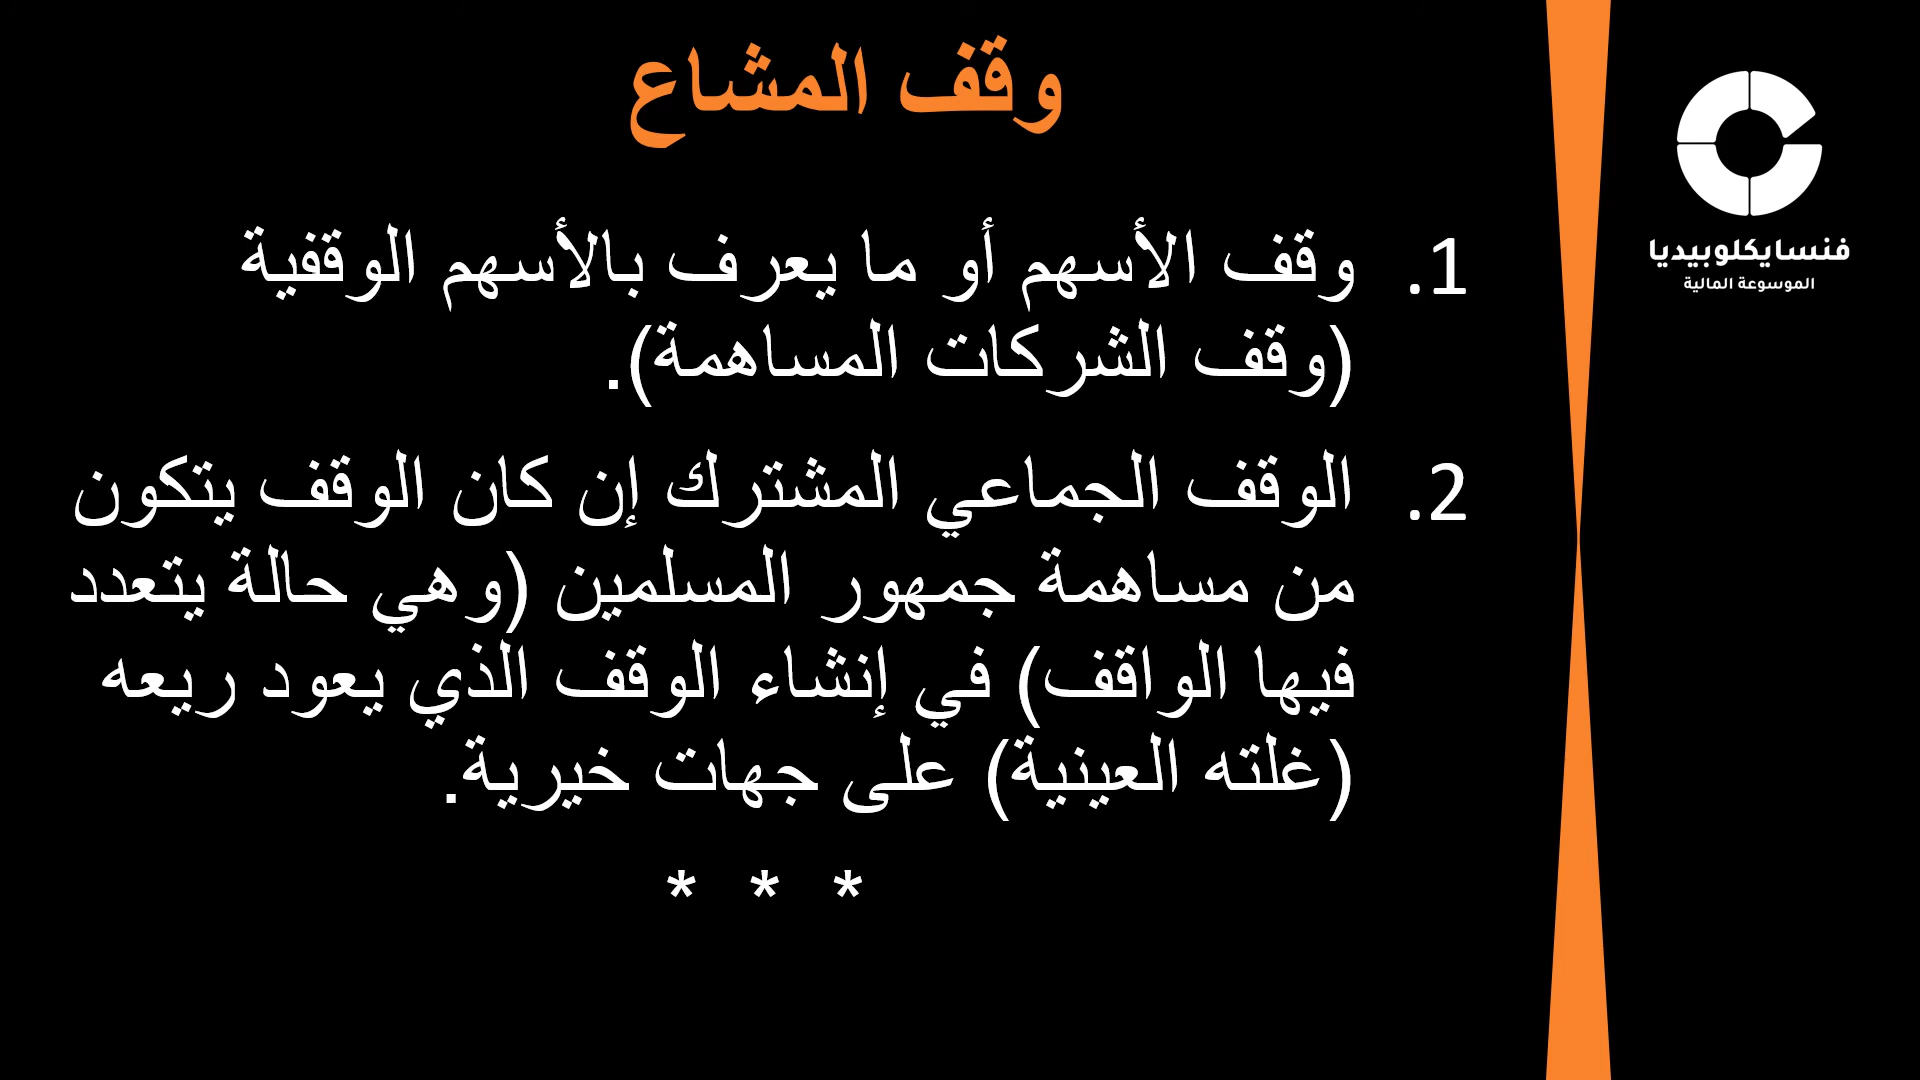 وقف المشاع
1. وقف الأسهم أو ما يعرف بالأسهم الوقفية
(وقف الشركات المساهمة).
2. الوقف الجماعي المشترك إن كان الوقف يتكون
من مساهمة جمهور المسلمين (وهي حالة يتعدد
فيها الواقف) في إنشاء الوقف الذي يعود ريعه
(غلته العينية) على جهات خيرية.
* * *
فنسايكلوبيديا
الموسوعة المالية